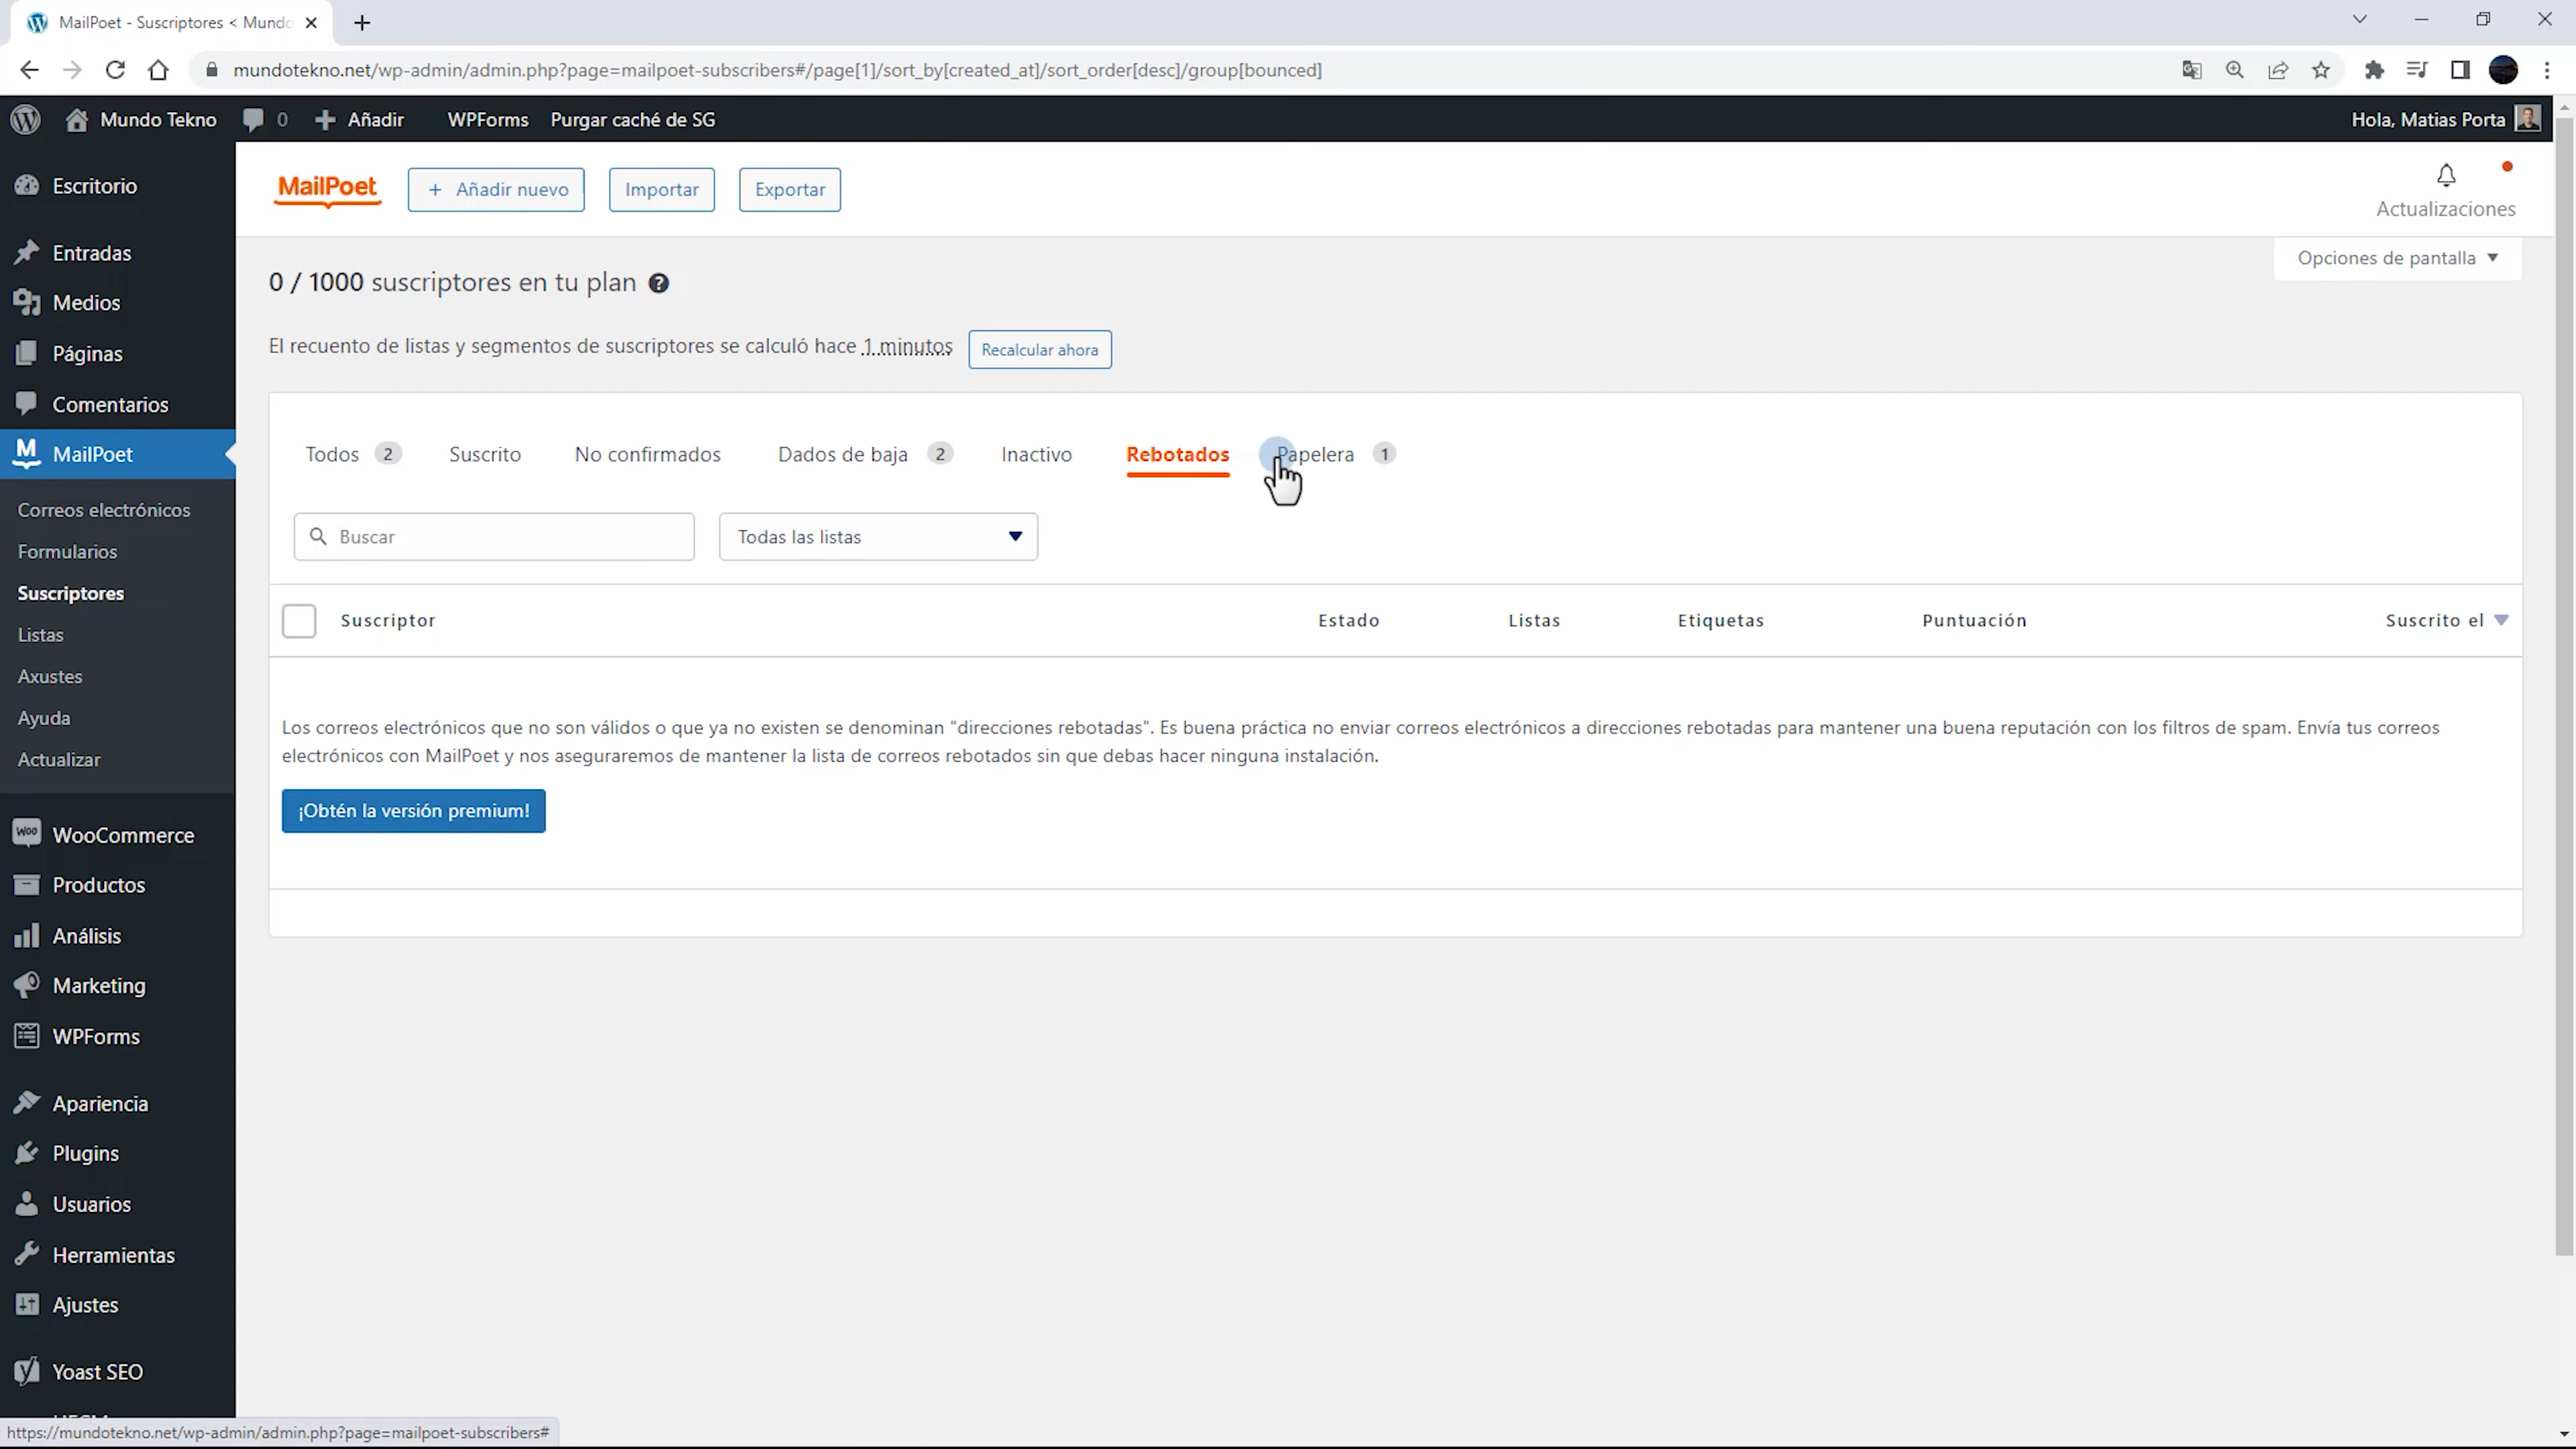 MailPoet - Suscriptores < Mundo
mundotekno.net/wp-admin/admin.php?page=mailpoet-subscribers#/page[1]/sort_by[created_at]/sort_order[desc]/group[bounced]
Mundo Tekno 0 Añadir WPForms Purgar caché de SG Hola, Matias Porta
Escritorio
Entradas
Medios
Páginas
Comentarios
MailPoet
Correos electrónicos
Formularios
Suscriptores
Listas
Axustes
Ayuda
Actualizar
WooCommerce
Productos
Análisis
Marketing
WPForms
Apariencia
Plugins
Usuarios
Herramientas
Ajustes
Yoast SEO
MailPoet + Añadir nuevo Importar Exportar
Actualizaciones
Opciones de pantalla
0 / 1000 suscriptores en tu plan ?
El recuento de listas y segmentos de suscriptores se calculó hace 1 minutos Recalcular ahora
Todos 2 Suscrito No confirmados Dados de baja 2 Inactivo Rebotados Papelera 1
Buscar Todas las listas
Suscriptor Estado Listas Etiquetas Puntuación Suscrito el
Los correos electrónicos que no son válidos o que ya no existen se denominan "direcciones rebotadas". Es buena práctica no enviar correos electrónicos a direcciones rebotadas para mantener una buena reputación con los filtros de spam. Envía tus correos
electrónicos con MailPoet y nos aseguraremos de mantener la lista de correos rebotados sin que debas hacer ninguna instalación.
¡Obtén la versión premium!
https://mundotekno.net/wp-admin/admin.php?page=mailpoet-subscribers#